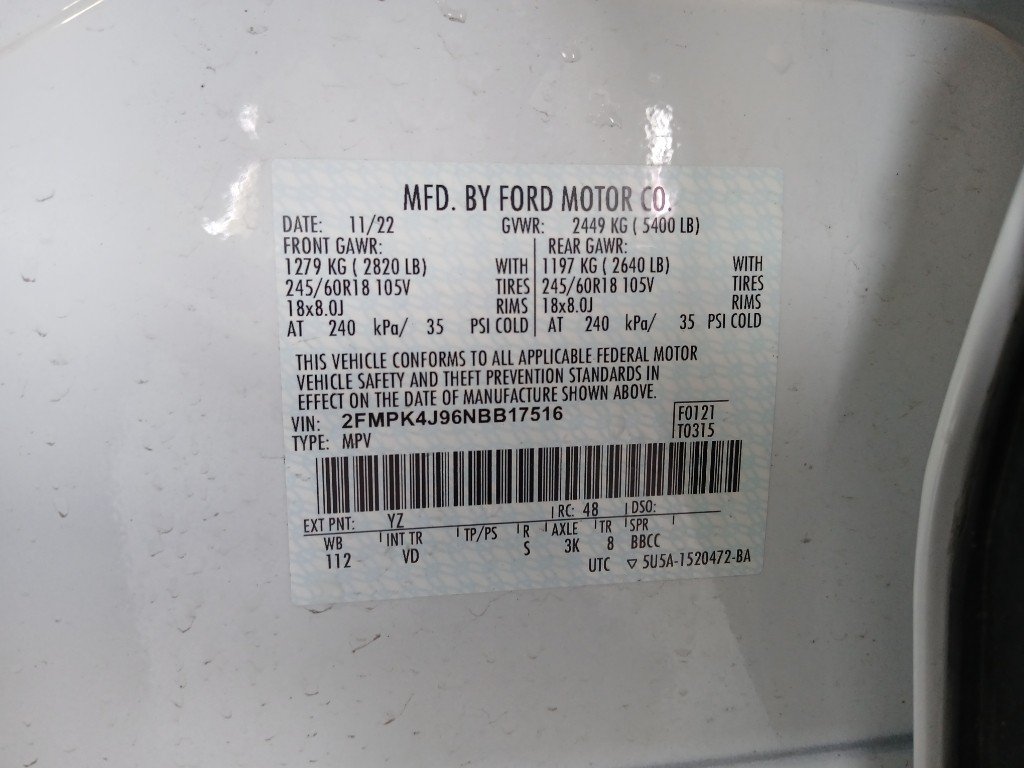 MFD. BY FORD MOTOR CO.
DATE: 11/22 GVWR: 2449 KG ( 5400 LB)
FRONT GAWR: REAR GAWR:
1279 KG ( 2820 LB) WITH 1197 KG ( 2640 LB) WITH
245/60R18 105V TIRES 245/60R18 105V TIRES
18x8.0J RIMS 18x8.0J RIMS
AT 240 kPa/ 35 PSI COLD AT 240 kPa/ 35 PSI COLD
THIS VEHICLE CONFORMS TO ALL APPLICABLE FEDERAL MOTOR
VEHICLE SAFETY AND THEFT PREVENTION STANDARDS IN
EFFECT ON THE DATE OF MANUFACTURE SHOWN ABOVE.
VIN: 2FMPK4J96NBB17516 F0121
TYPE: MPV T0315
EXT PNT: YZ RC: 48 DSO:
WB INT TR TP/PS R AXLE TR SPR
112 VD S 3K 8 BBCC
UTC ▽ 5U5A-1520472-BA